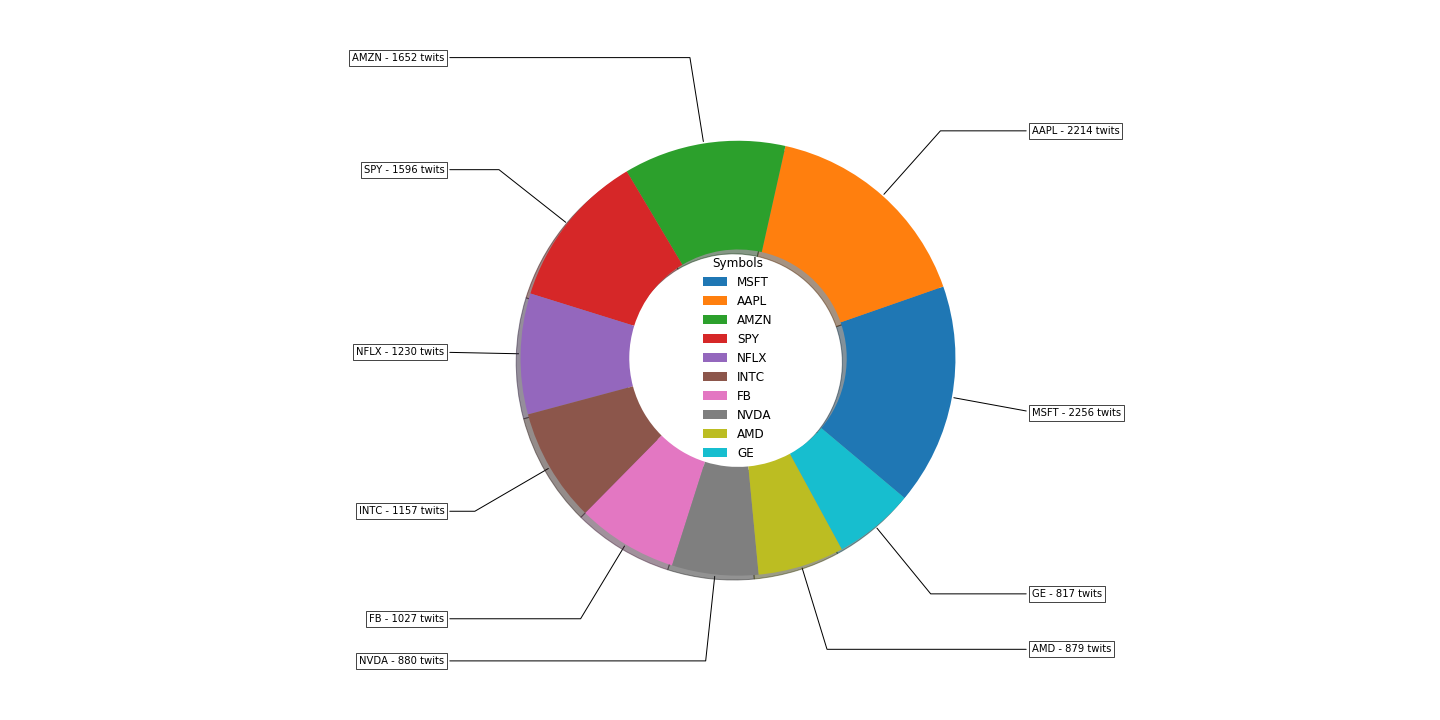 AMZN - 1652 twits
AAPL - 2214 twits
SPY - 1596 twits
Symbols
MSFT
AAPL
AMZN
SPY
NFLX
INTC
FB
NVDA
AMD
GE
NFLX - 1230 twits
MSFT - 2256 twits
INTC - 1157 twits
GE - 817 twits
FB - 1027 twits
AMD - 879 twits
NVDA - 880 twits